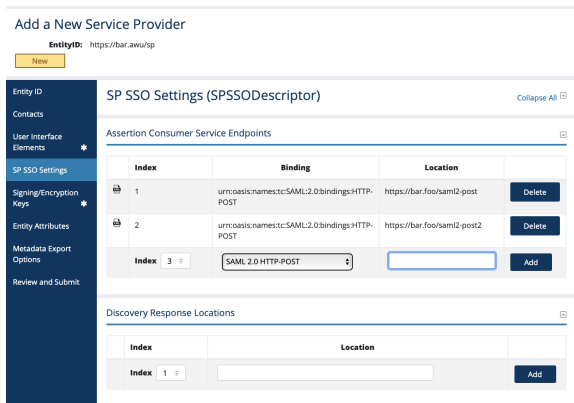 Add a New Service Provider
EntityID: https://bar.awu/sp
New
Entity ID
Contacts
User Interface
Elements *
SP SSO Settings
Signing/Encryption
Keys *
Entity Attributes
Metadata Export
Options
Review and Submit
SP SSO Settings (SPSSODescriptor)
Collapse All
Assertion Consumer Service Endpoints
Index Binding Location
1 urn:oasis:names:tc:SAML:2.0:bindings:HTTP- https://bar.foo/saml2-post Delete
POST
2 urn:oasis:names:tc:SAML:2.0:bindings:HTTP- https://bar.foo/saml2-post2 Delete
POST
Index 3 SAML 2.0 HTTP-POST Add
Discovery Response Locations
Index Location
Index 1 Add